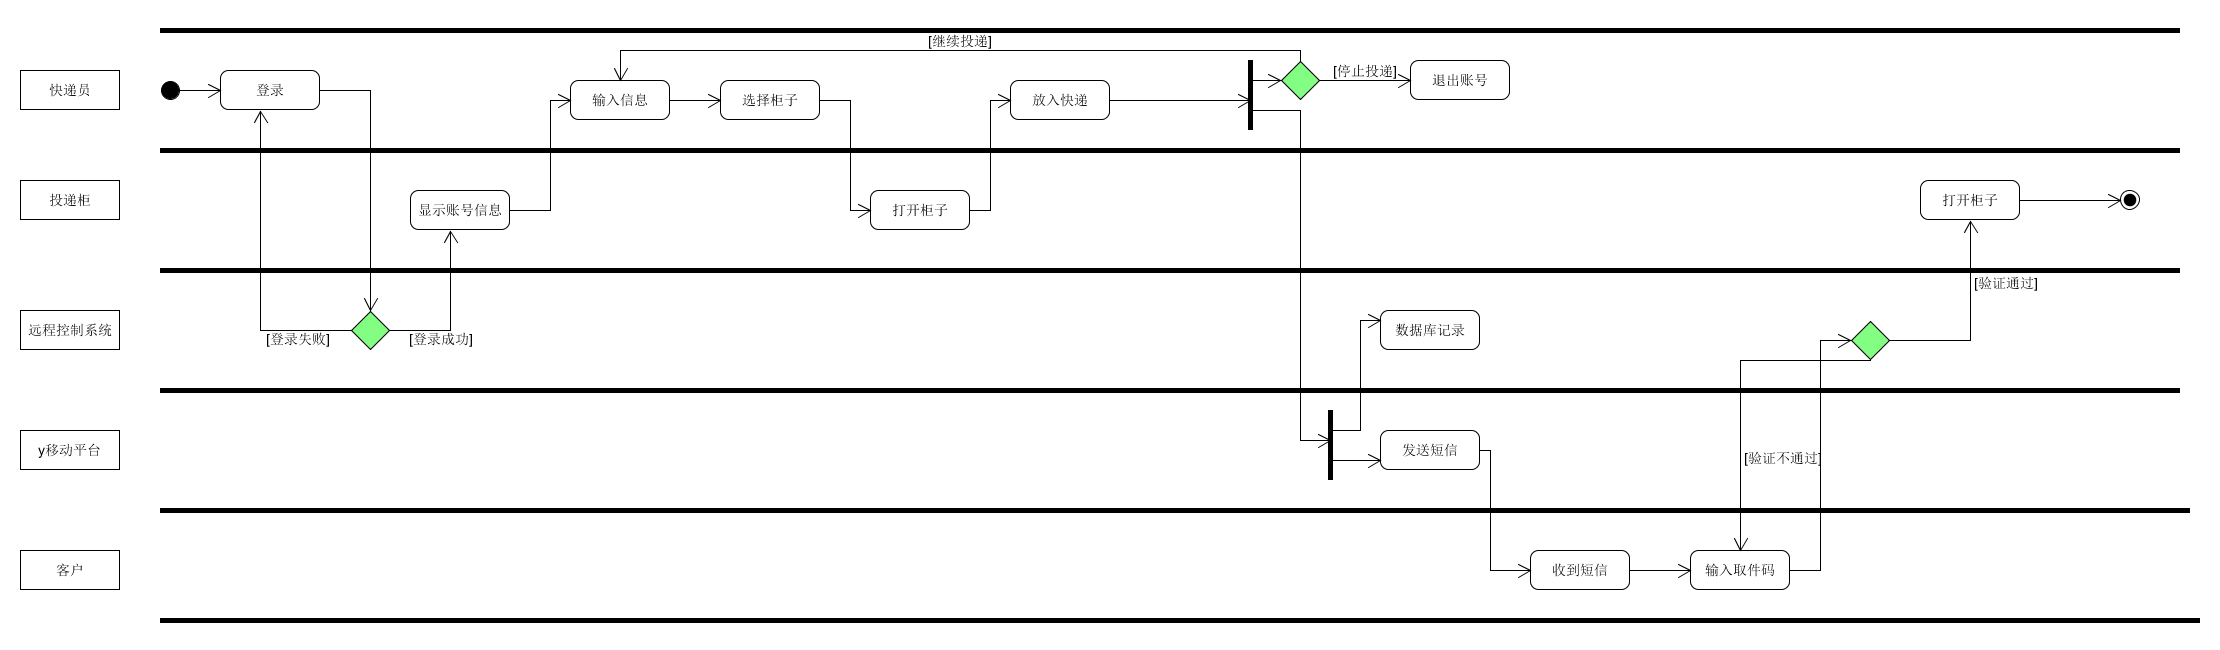 [继续投递]
快递员
登录
输入信息
选择柜子
放入快递
[停止投递]
退出账号
投递柜
显示账号信息
打开柜子
打开柜子
[验证通过]
远程控制系统
[登录失败]
[登录成功]
数据库记录
y移动平台
发送短信
[验证不通过]
客户
收到短信
输入取件码